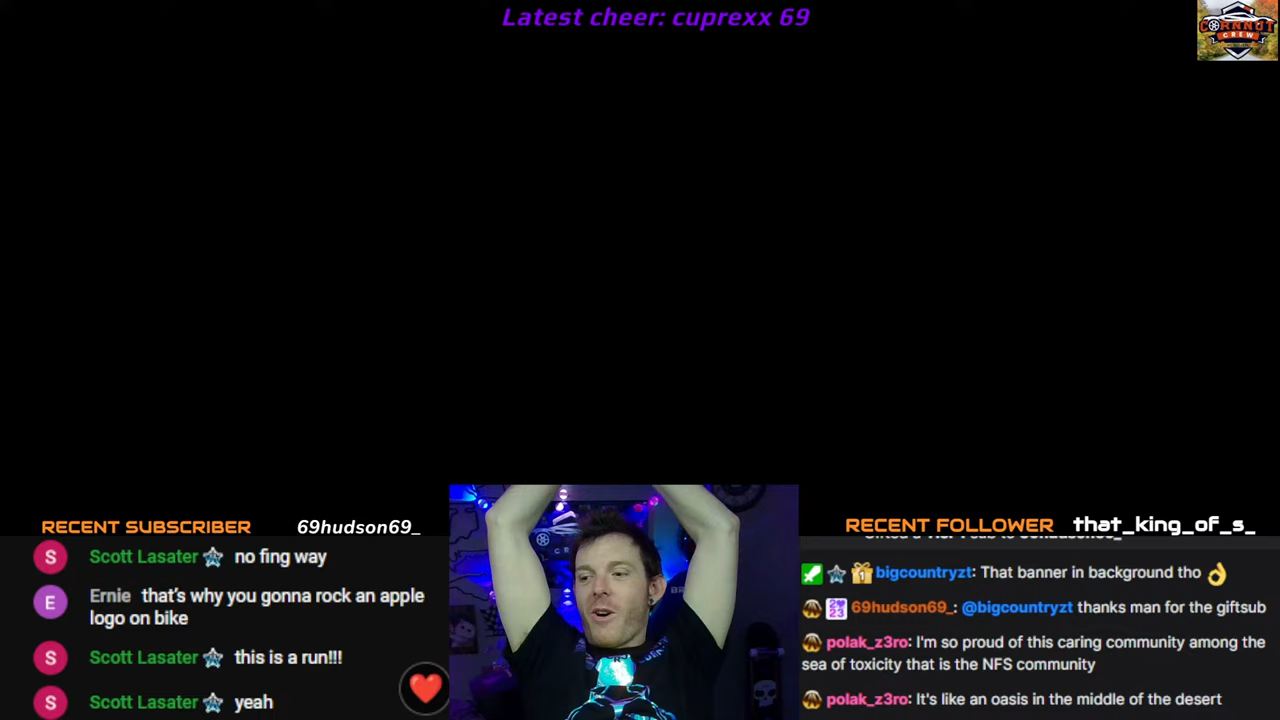 Latest cheer: cuprexx 69
CORNNUT
CREW
RECENT SUBSCRIBER 69hudson69_
S Scott Lasater no fing way
E Ernie that's why you gonna rock an apple
logo on bike
S Scott Lasater this is a run!!!
S Scott Lasater yeah
RECENT FOLLOWER that_king_of_s_
bigcountryzt: That banner in background tho 👌
69hudson69_: @bigcountryzt thanks man for the giftsub
polak_z3ro: I'm so proud of this caring community among the
sea of toxicity that is the NFS community
polak_z3ro: It's like an oasis in the middle of the desert